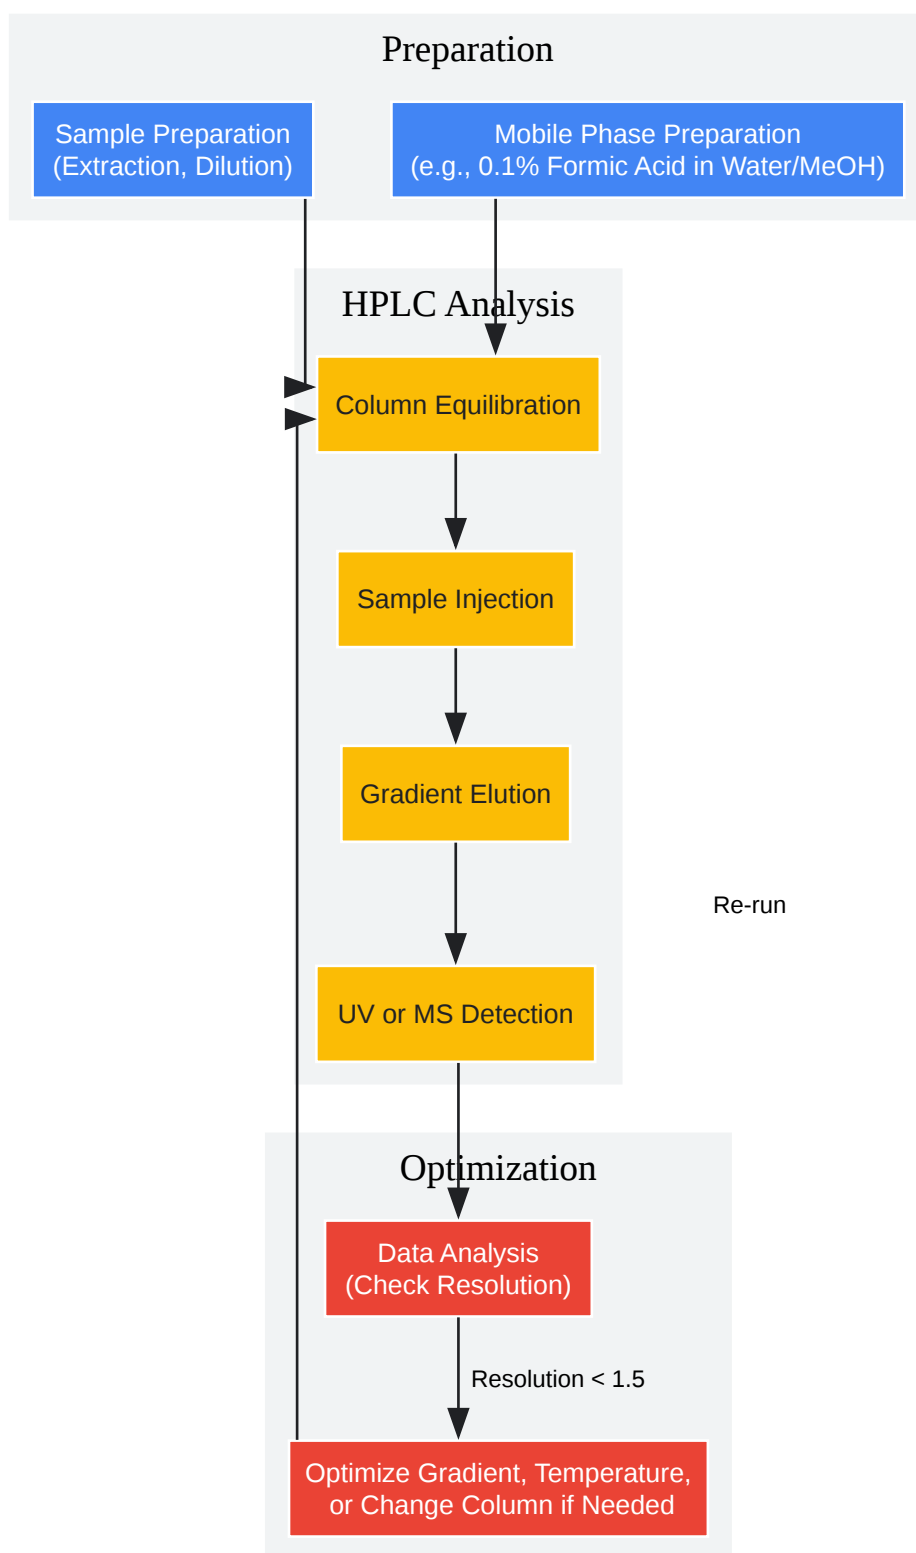 Preparation
Sample Preparation
(Extraction, Dilution)
Mobile Phase Preparation
(e.g., 0.1% Formic Acid in Water/MeOH)
HPLC Analysis
Column Equilibration
Sample Injection
Gradient Elution
Re-run
UV or MS Detection
Optimization
Data Analysis
(Check Resolution)
Resolution < 1.5
Optimize Gradient, Temperature,
or Change Column if Needed